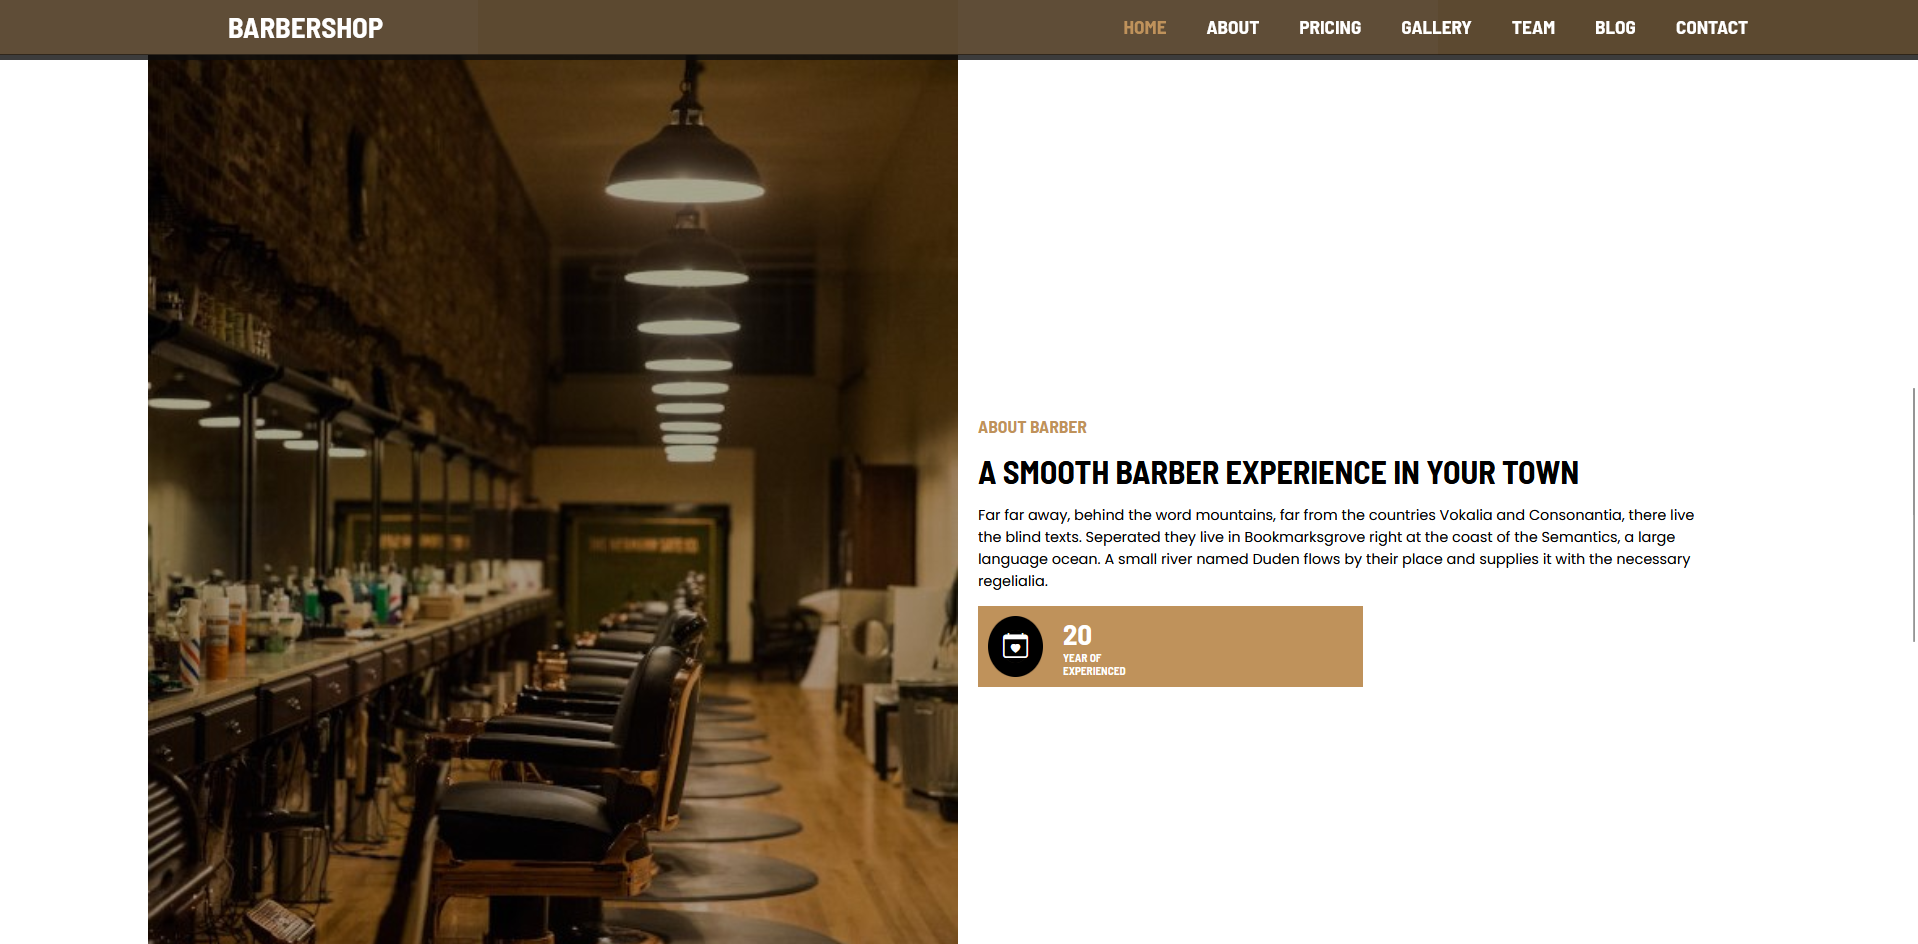 BARBERSHOP
HOME ABOUT PRICING GALLERY TEAM BLOG CONTACT
ABOUT BARBER
A SMOOTH BARBER EXPERIENCE IN YOUR TOWN
Far far away, behind the word mountains, far from the countries Vokalia and Consonantia, there live
the blind texts. Seperated they live in Bookmarksgrove right at the coast of the Semantics, a large
language ocean. A small river named Duden flows by their place and supplies it with the necessary
regelialia.
20
YEAR OF
EXPERIENCED